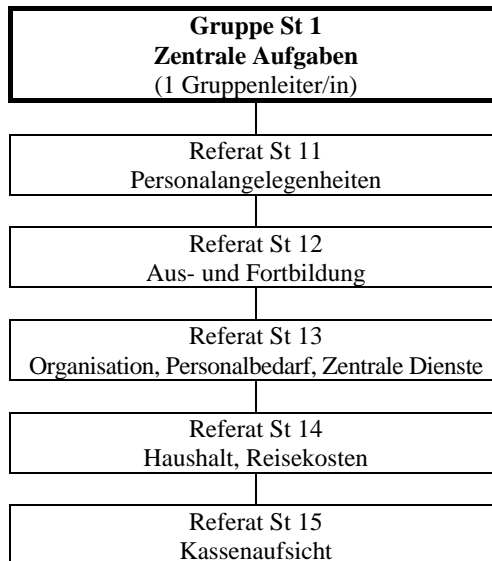 Gruppe St 1
Zentrale Aufgaben
(1 Gruppenleiter/in)
Referat St 11
Personalangelegenheiten
Referat St 12
Aus- und Fortbildung
Referat St 13
Organisation, Personalbedarf, Zentrale Dienste
Referat St 14
Haushalt, Reisekosten
Referat St 15
Kassenaufsicht